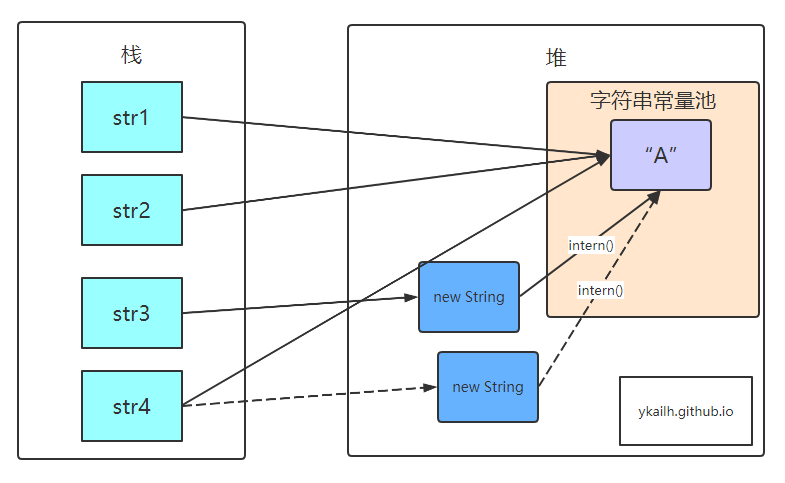 栈
str1
str2
str3
str4
堆
字符串常量池
“A”
intern()
intern()
new String
new String
ykailh.github.io